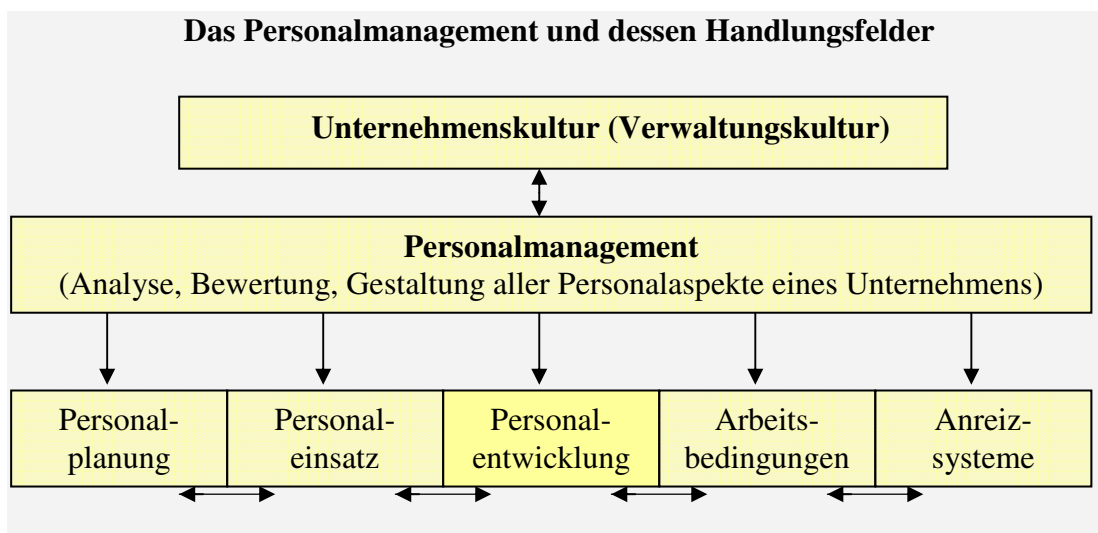 Das Personalmanagement und dessen Handlungsfelder
Unternehmenskultur (Verwaltungskultur)
Personalmanagement
(Analyse, Bewertung, Gestaltung aller Personalaspekte eines Unternehmens)
Personal-
planung
Personal-
einsatz
Personal-
entwicklung
Arbeits-
bedingungen
Anreiz-
systeme